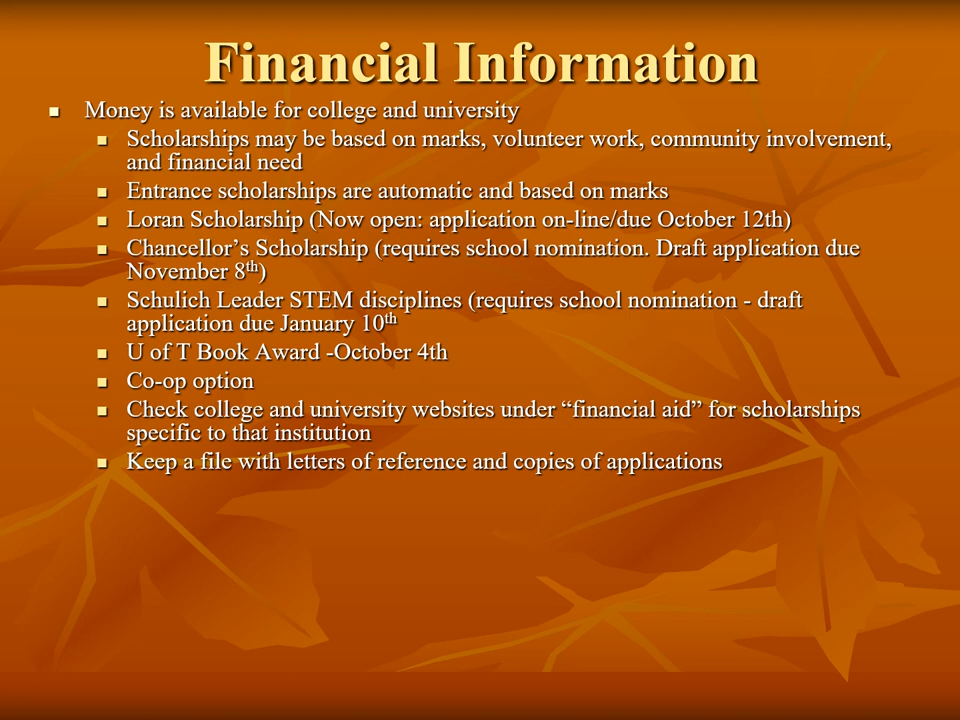 Financial Information
Money is available for college and university
Scholarships may be based on marks, volunteer work, community involvement,
and financial need
Entrance scholarships are automatic and based on marks
Loran Scholarship (Now open: application on-line/due October 12th)
Chancellor’s Scholarship (requires school nomination. Draft application due
November 8th)
Schulich Leader STEM disciplines (requires school nomination - draft
application due January 10th
U of T Book Award -October 4th
Co-op option
Check college and university websites under “financial aid” for scholarships
specific to that institution
Keep a file with letters of reference and copies of applications